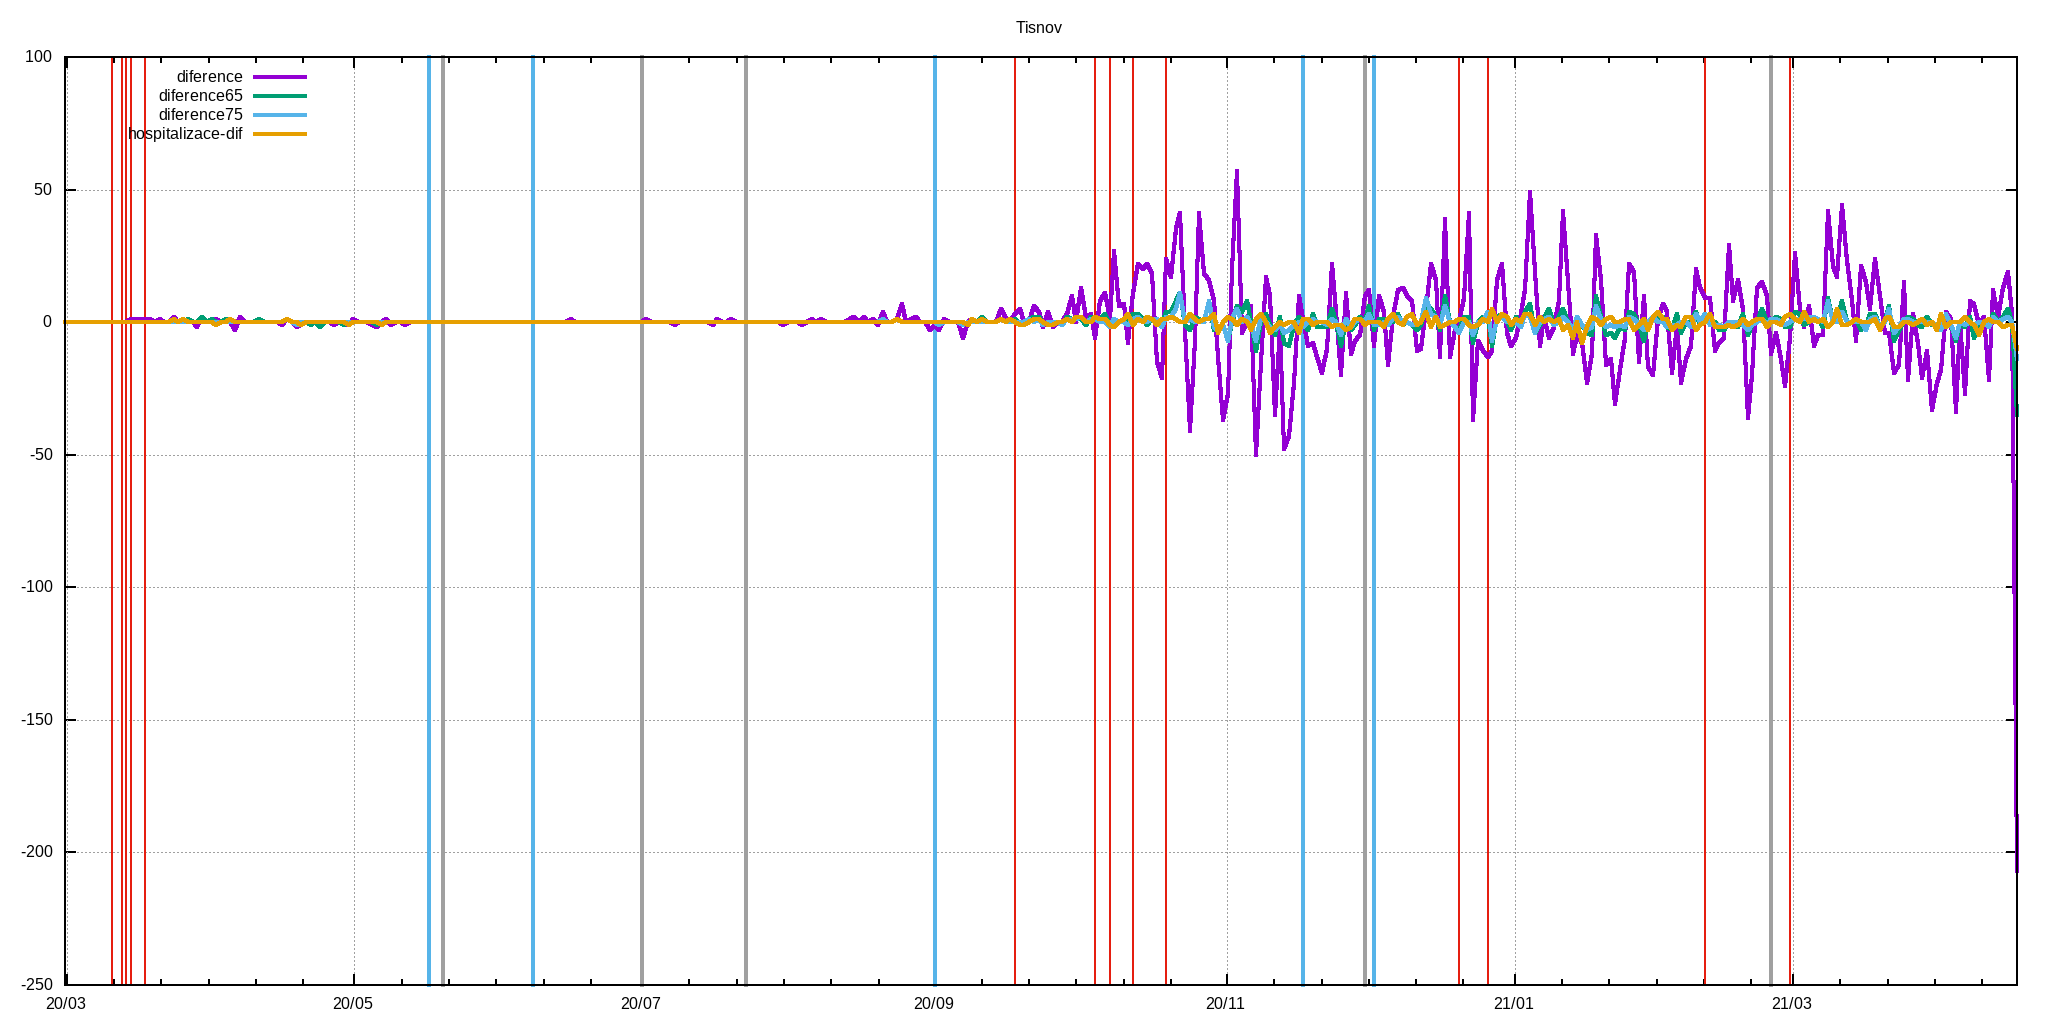 Tisnov
100
diference
diference65
diference75
hospitalizace-dif
50
0
-50
-100
-150
-200
-250
20/03 20/05 20/07 20/09 20/11 21/01 21/03